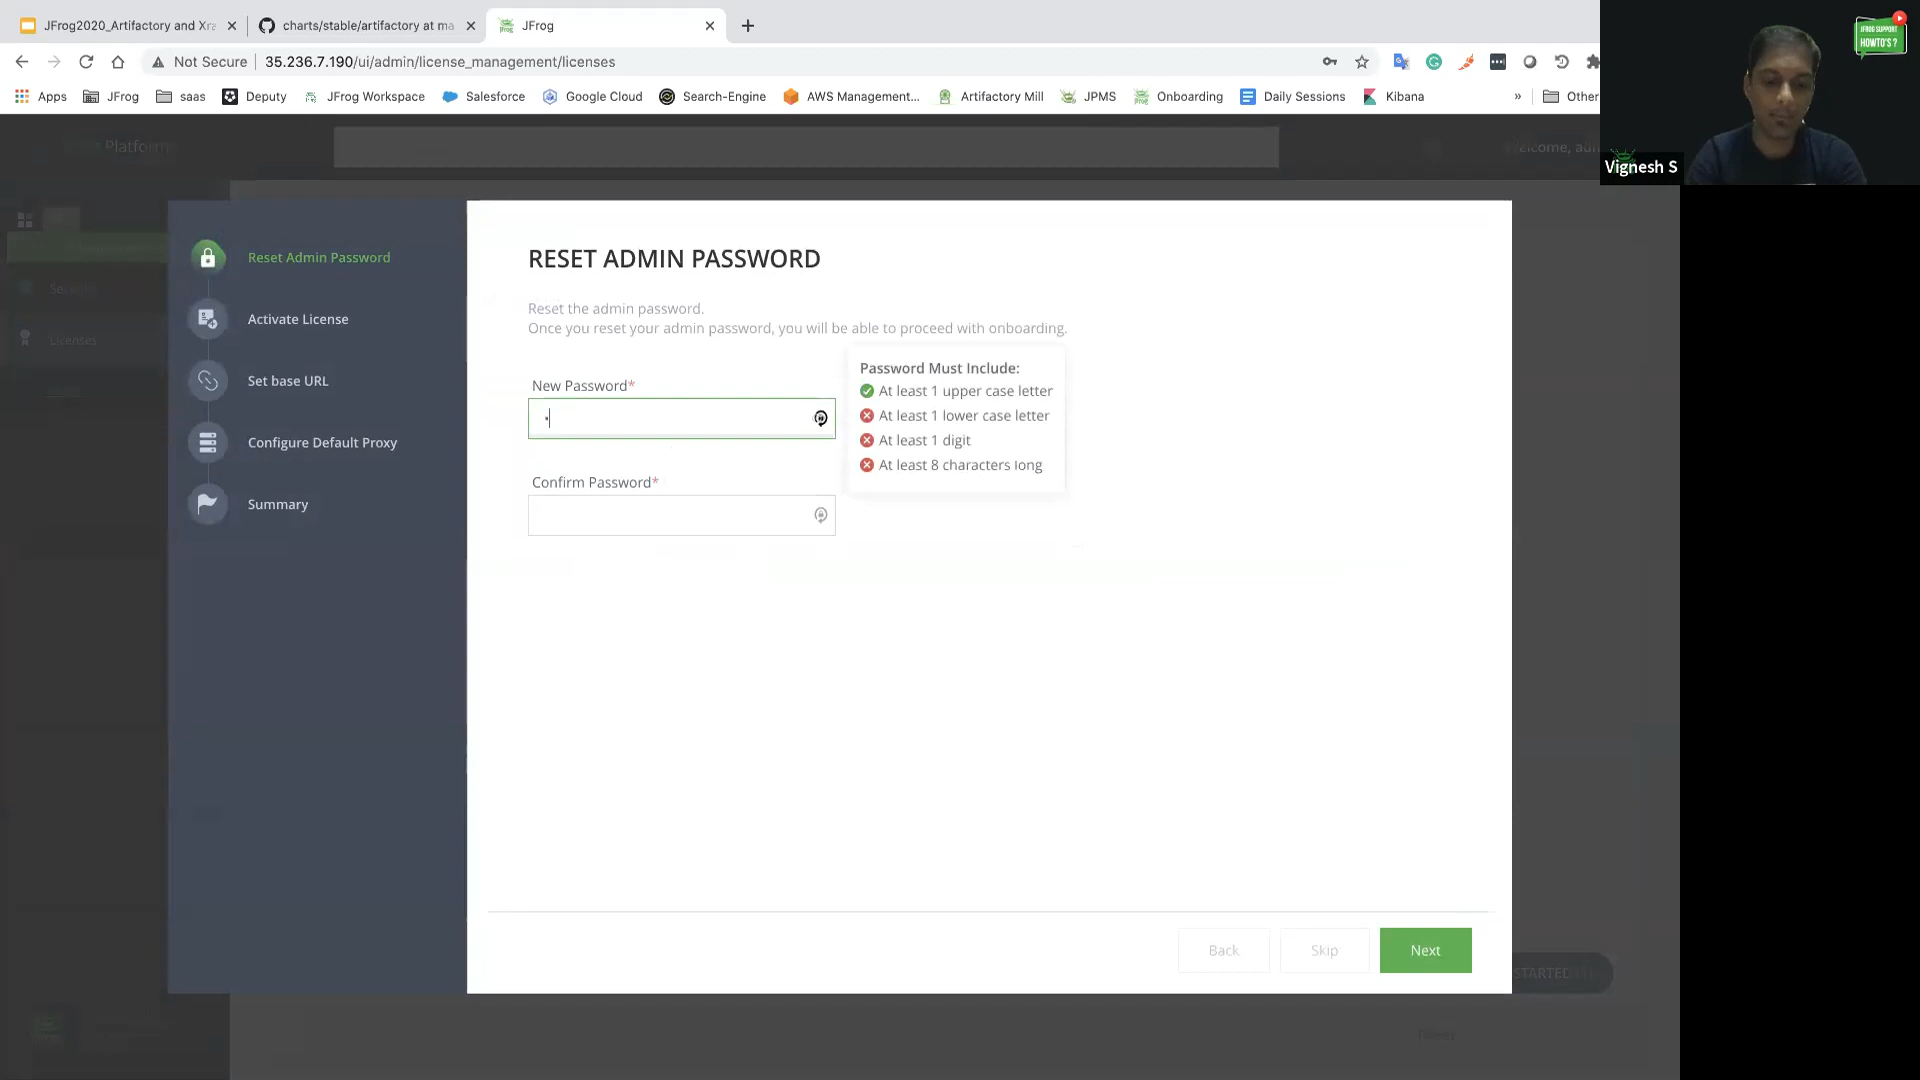 JFrog2020_Artifactory and Xra
charts/stable/artifactory at ma
JFrog
Not Secure
35.236.7.190/ui/admin/license_management/licenses
Apps
JFrog
saas
Deputy
JFrog Workspace
Salesforce
Google Cloud
Search-Engine
AWS Management...
Artifactory Mill
JPMS
Onboarding
Daily Sessions
Kibana
»
Other
JFROG SUPPORT
HOWTO'S ?
Vignesh S
Platform
Welcome, adm
Licenses
Reset Admin Password
Activate License
Set base URL
Configure Default Proxy
Summary
RESET ADMIN PASSWORD
Reset the admin password.
Once you reset your admin password, you will be able to proceed with onboarding.
New Password*
Confirm Password*
Password Must Include:
At least 1 upper case letter
At least 1 lower case letter
At least 1 digit
At least 8 characters long
Back
Skip
Next
STARTED